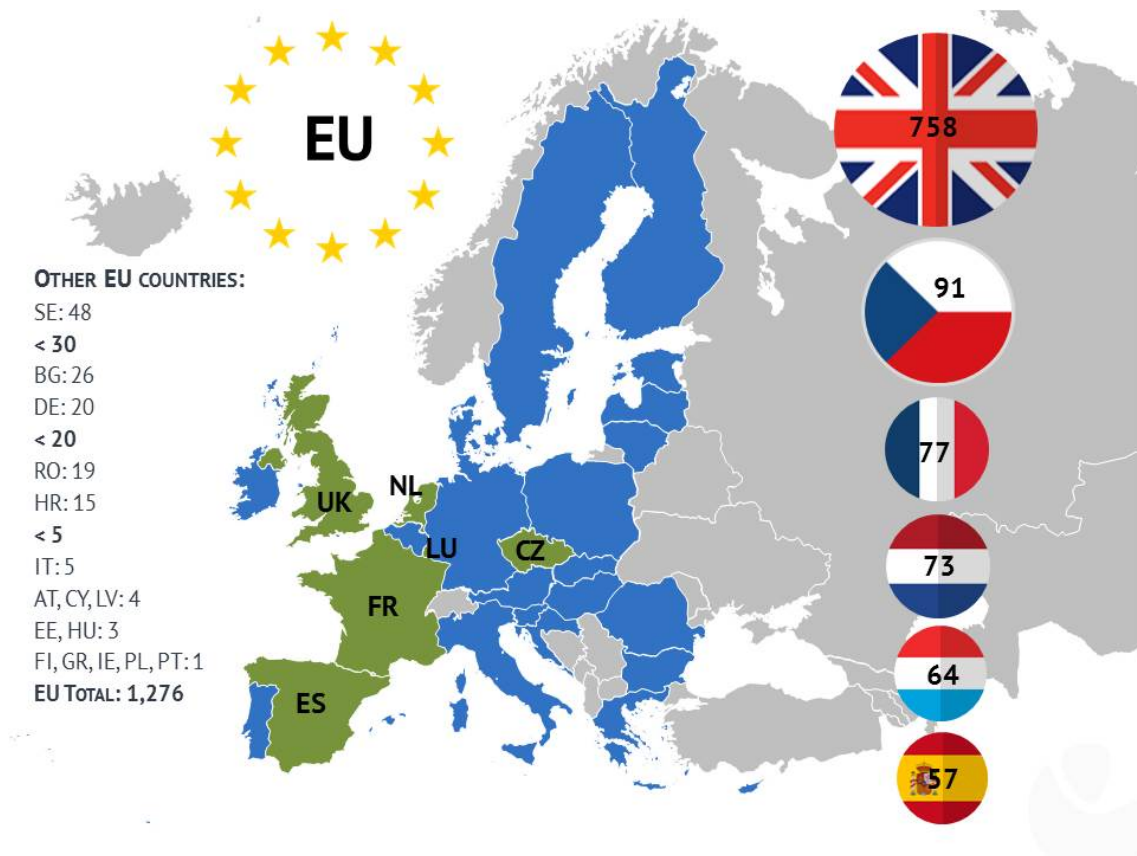 EU
758
91
77
73
64
57
OTHER EU COUNTRIES:
SE: 48
< 30
BG: 26
DE: 20
< 20
RO: 19
HR: 15
< 5
IT: 5
AT, CY, LV: 4
EE, HU: 3
FI, GR, IE, PL, PT: 1
EU TOTAL: 1,276
UK
NL
LU
CZ
FR
ES